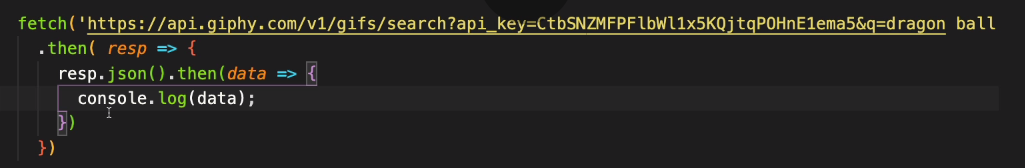 fetch('https://api.giphy.com/v1/gifs/search?api_key=CtbSNZMFPFlbWl1x5KQjtqPOHnE1ema5&q=dragon ball
.then( resp => {
resp.json().then(data => {
console.log(data);
})
})